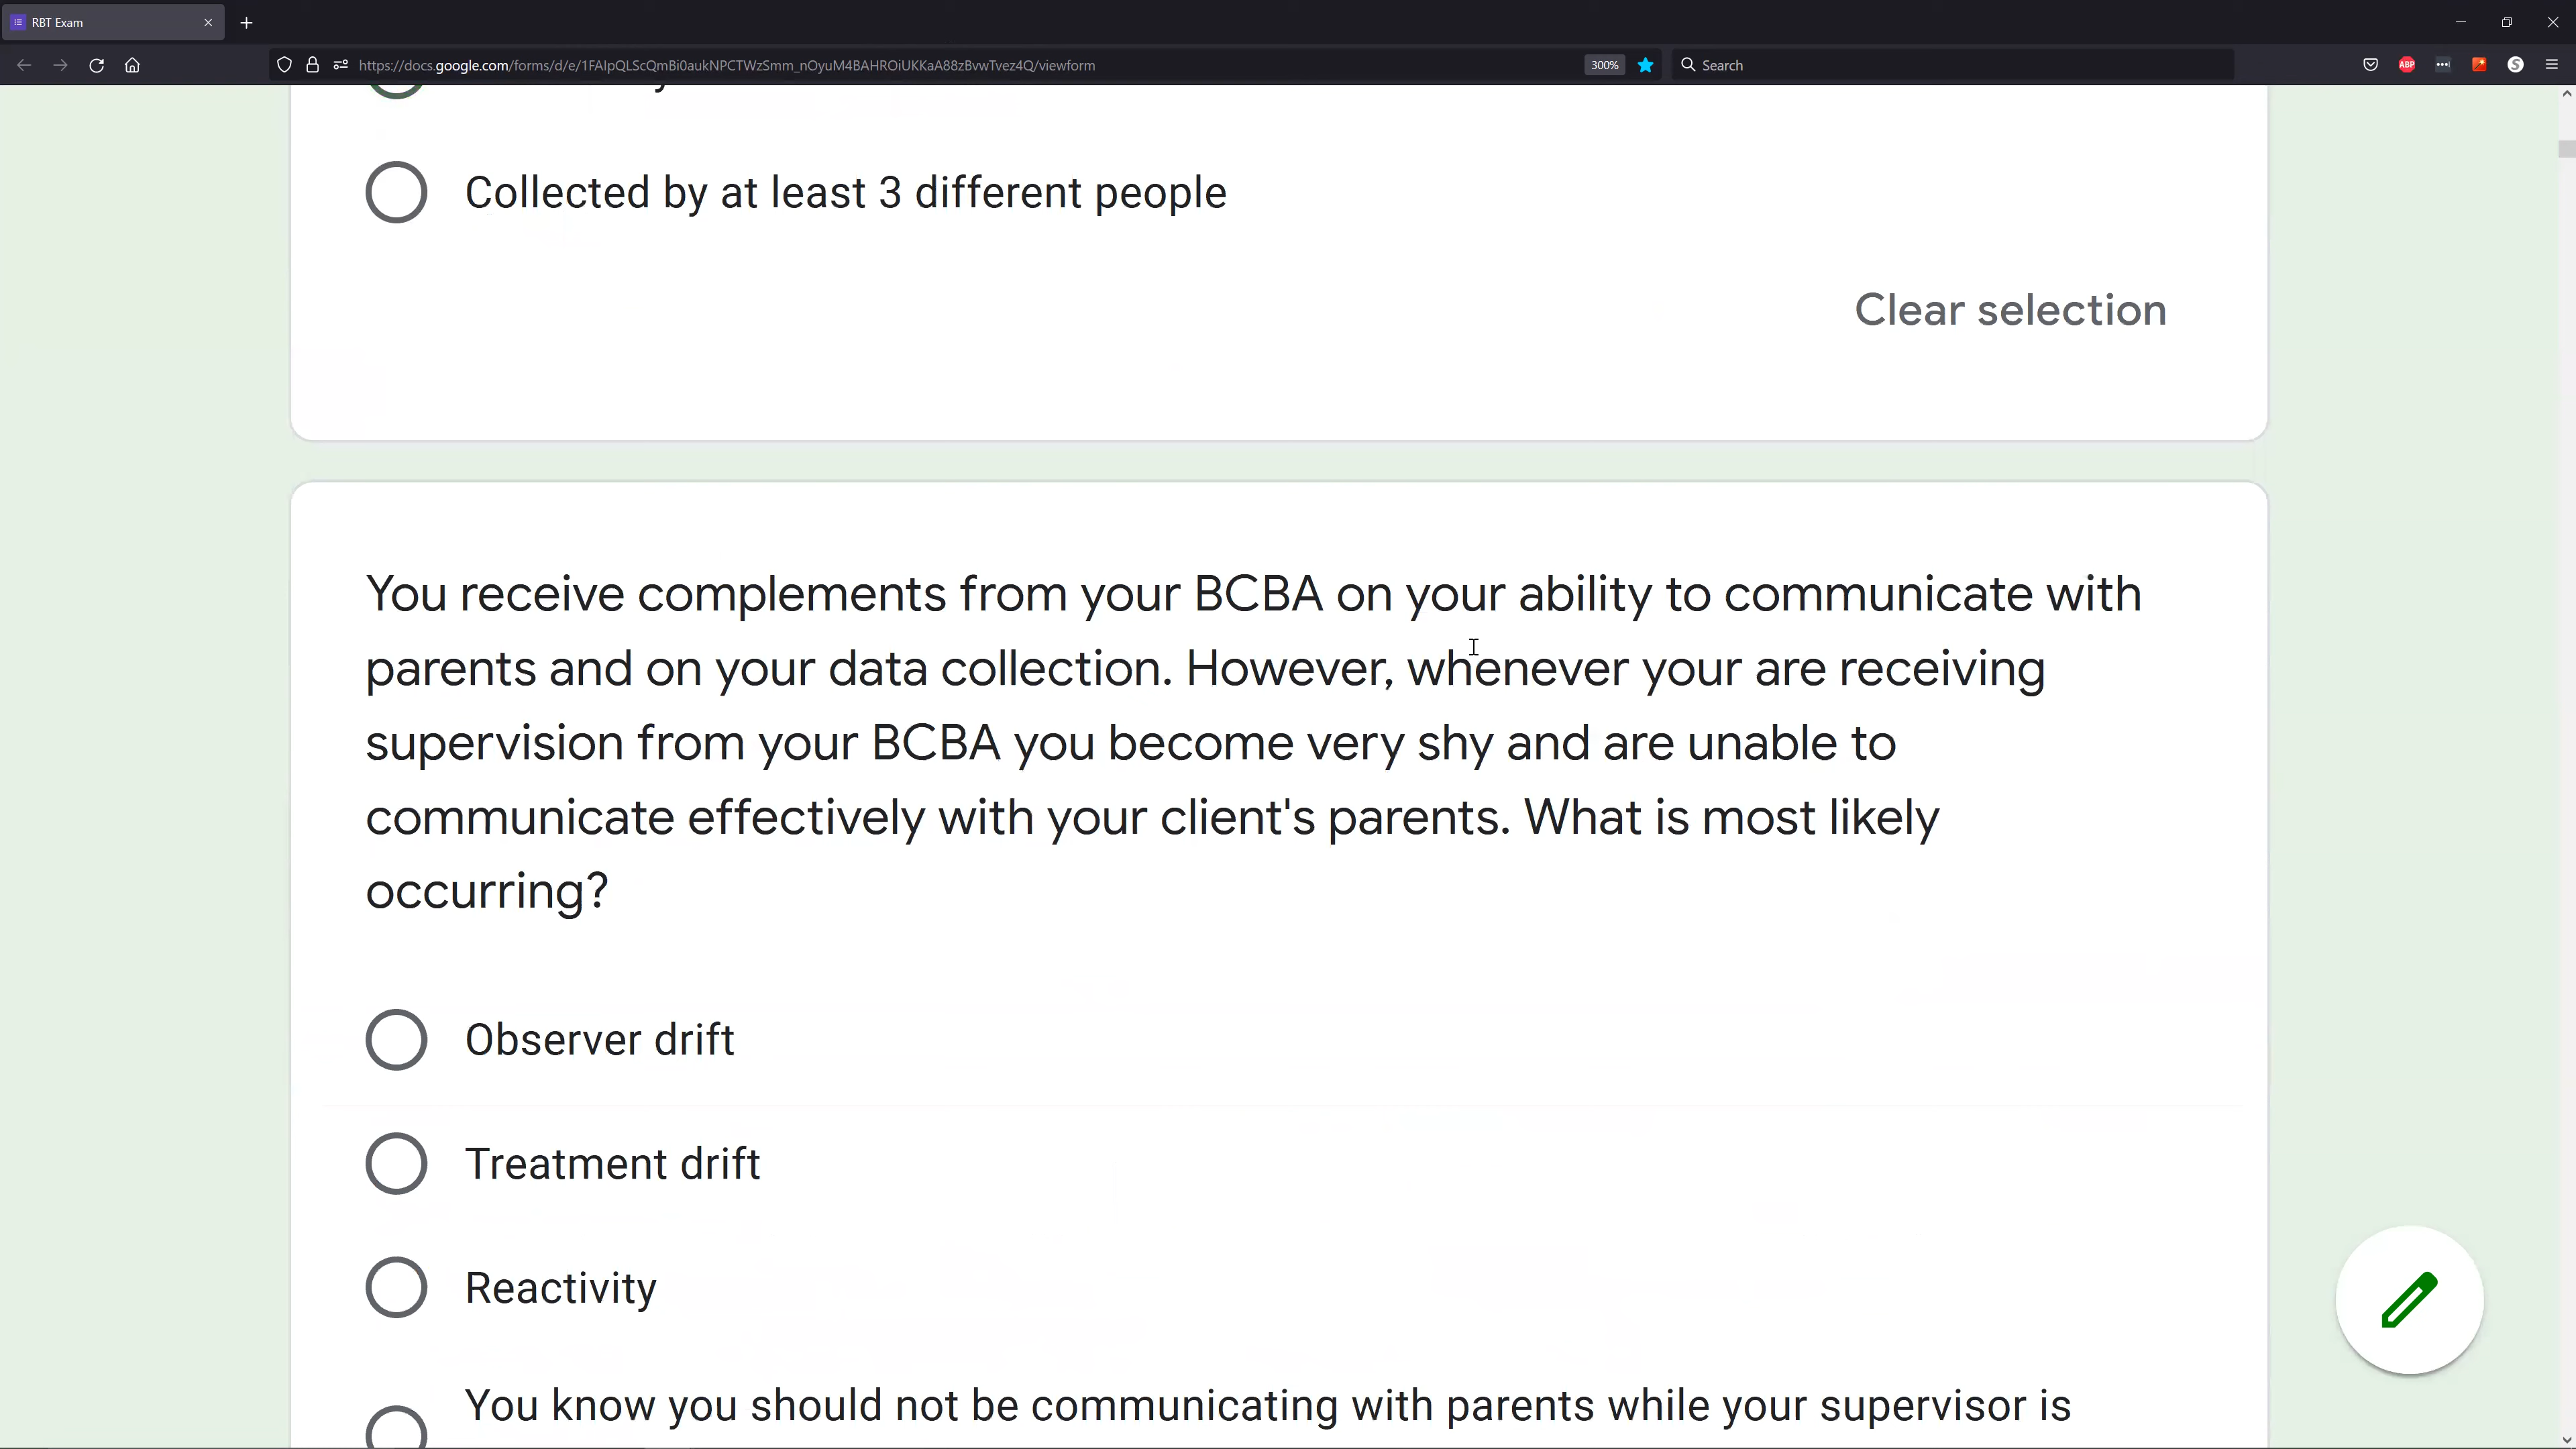 RBT Exam
https://docs.google.com/forms/d/e/1FAIpQLScQmBi0aukNPCTWzSmm_nOyuM4BAHROiUKKaA88zBvwTvez4Q/viewform
300%
Search
ABP
Collected by at least 3 different people
Clear selection
You receive complements from your BCBA on your ability to communicate with
parents and on your data collection. However, whenever your are receiving
supervision from your BCBA you become very shy and are unable to
communicate effectively with your client's parents. What is most likely
occurring?
Observer drift
Treatment drift
Reactivity
You know you should not be communicating with parents while your supervisor is